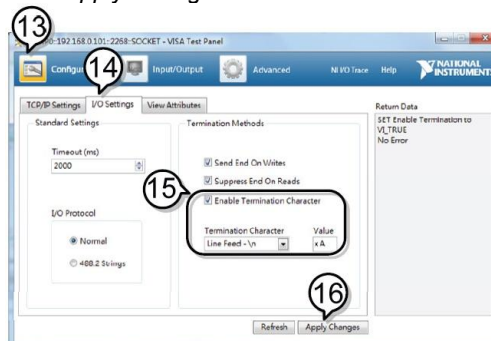 Apply Changes
13
0::192.168.0.101::2268::SOCKET - VISA Test Panel
14
Configur Input/Output Advanced NI I/O Trace Help NATIONAL INSTRUMENTS
TCP/IP Settings I/O Settings View Attributes
Return Data
Standard Settings
Termination Methods
SET Enable Termination to
VI_TRUE
No Error
Timeout (ms)
2000
Send End On Writes
Suppress End On Reads
15
Enable Termination Character
I/O Protocol
Termination Character Value
Normal
Line Feed - \n xA
488.2 Strings
16
Refresh Apply Changes